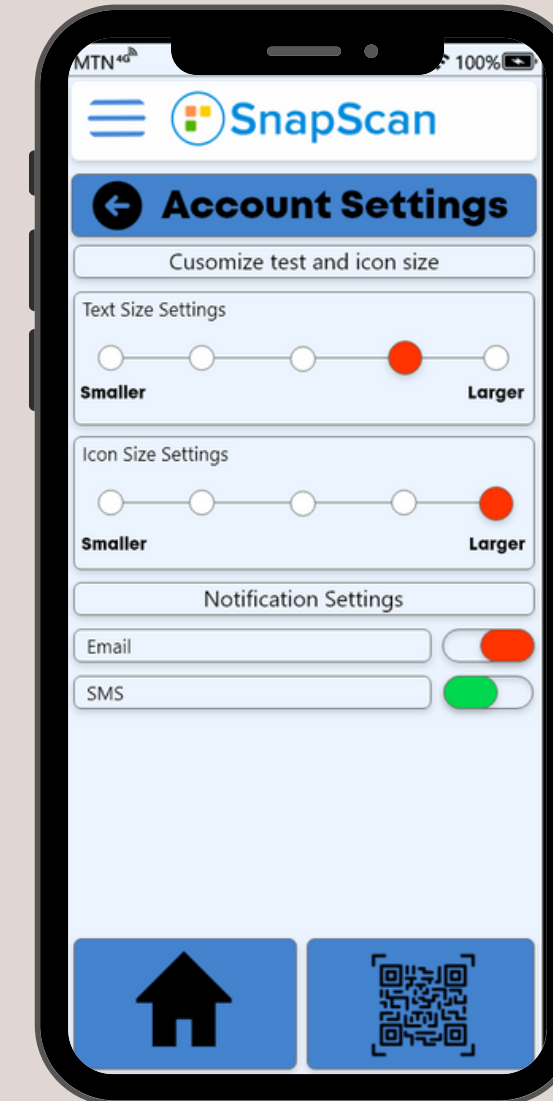 MTN 4G 100%
SnapScan
Account Settings
Cusomize test and icon size
Text Size Settings
Smaller Larger
Icon Size Settings
Smaller Larger
Notification Settings
Email
SMS